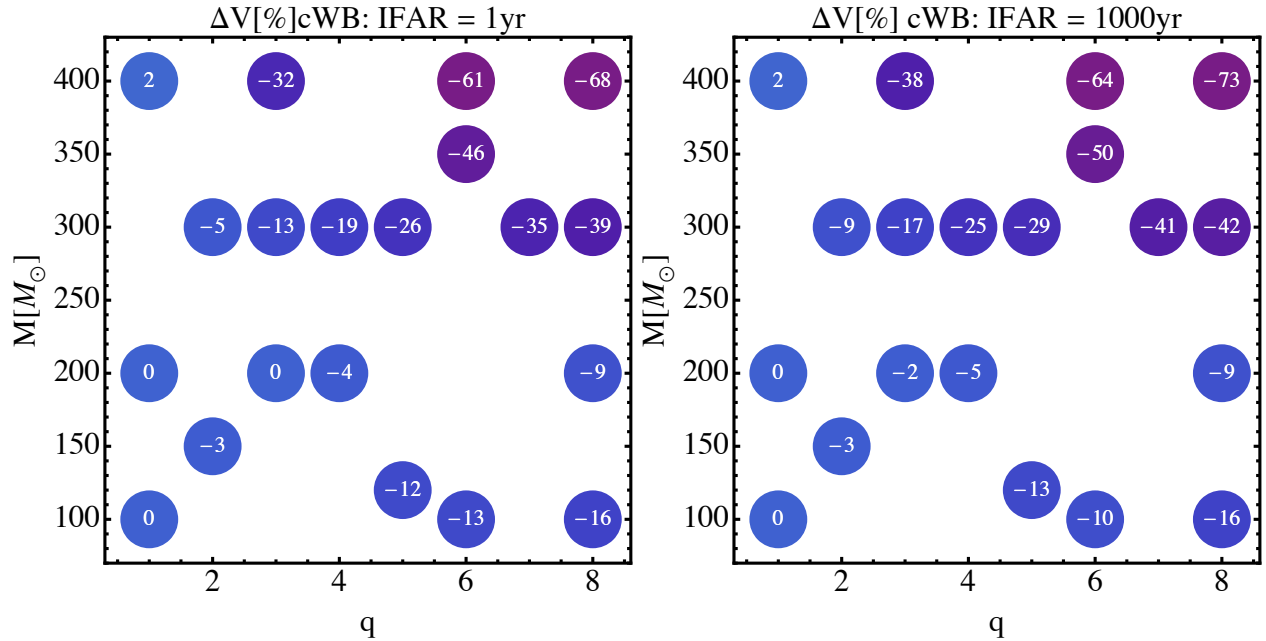 ΔV[%]cWB: IFAR = 1yr
M[M⊙]
400
350
300
250
200
150
100
2 −32 −61 −68
−46
−5 −13 −19 −26 −35 −39
0 0 −4 −9
−3
−12
0 −13 −16
2 4 6 8
q
ΔV[%] cWB: IFAR = 1000yr
M[M⊙]
400
350
300
250
200
150
100
2 −38 −64 −73
−50
−9 −17 −25 −29 −41 −42
0 −2 −5 −9
−3
−13
0 −10 −16
2 4 6 8
q